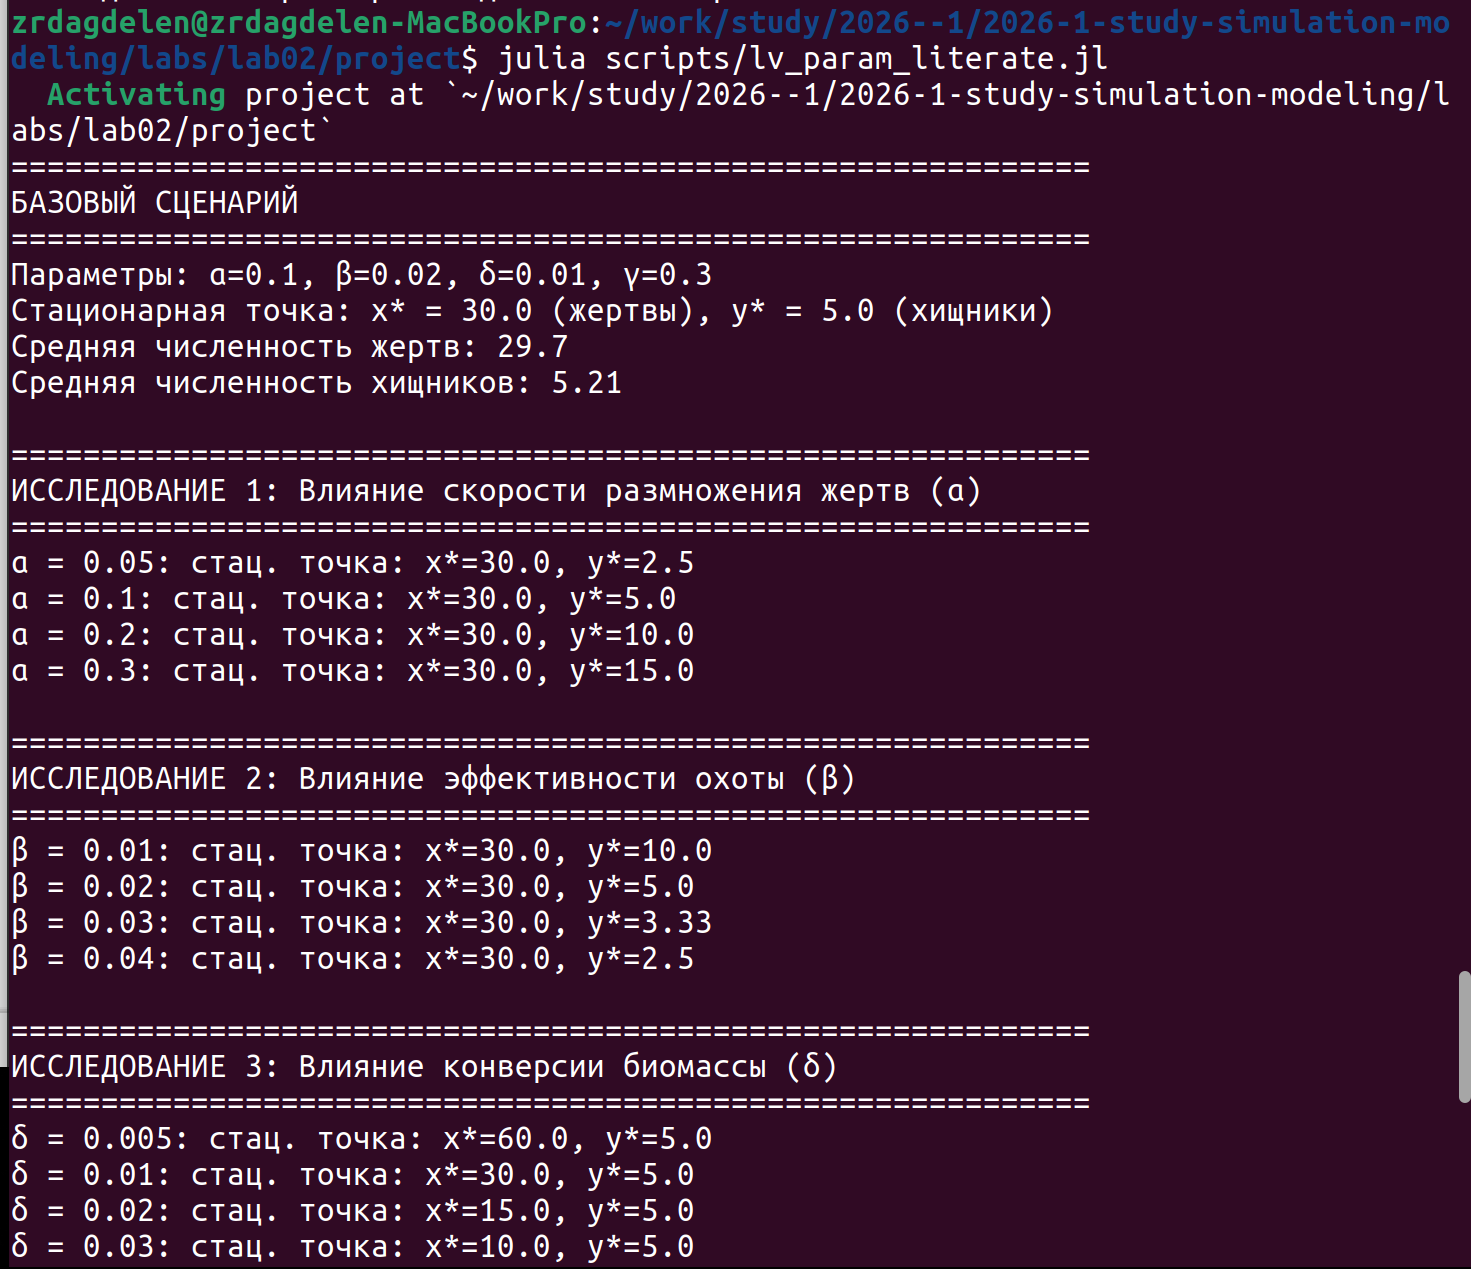 zrdagdelen@zrdagdelen-MacBookPro:~/work/study/2026--1/2026-1-study-simulation-mo
deling/labs/lab02/project$ julia scripts/lv_param_literate.jl
  Activating project at `~/work/study/2026--1/2026-1-study-simulation-modeling/l
abs/lab02/project`
============================================================
БАЗОВЫЙ СЦЕНАРИЙ
============================================================
Параметры: α=0.1, β=0.02, δ=0.01, γ=0.3
Стационарная точка: x* = 30.0 (жертвы), y* = 5.0 (хищники)
Средняя численность жертв: 29.7
Средняя численность хищников: 5.21

============================================================
ИССЛЕДОВАНИЕ 1: Влияние скорости размножения жертв (α)
============================================================
α = 0.05: стац. точка: x*=30.0, y*=2.5
α = 0.1: стац. точка: x*=30.0, y*=5.0
α = 0.2: стац. точка: x*=30.0, y*=10.0
α = 0.3: стац. точка: x*=30.0, y*=15.0

============================================================
ИССЛЕДОВАНИЕ 2: Влияние эффективности охоты (β)
============================================================
β = 0.01: стац. точка: x*=30.0, y*=10.0
β = 0.02: стац. точка: x*=30.0, y*=5.0
β = 0.03: стац. точка: x*=30.0, y*=3.33
β = 0.04: стац. точка: x*=30.0, y*=2.5

============================================================
ИССЛЕДОВАНИЕ 3: Влияние конверсии биомассы (δ)
============================================================
δ = 0.005: стац. точка: x*=60.0, y*=5.0
δ = 0.01: стац. точка: x*=30.0, y*=5.0
δ = 0.02: стац. точка: x*=15.0, y*=5.0
δ = 0.03: стац. точка: x*=10.0, y*=5.0